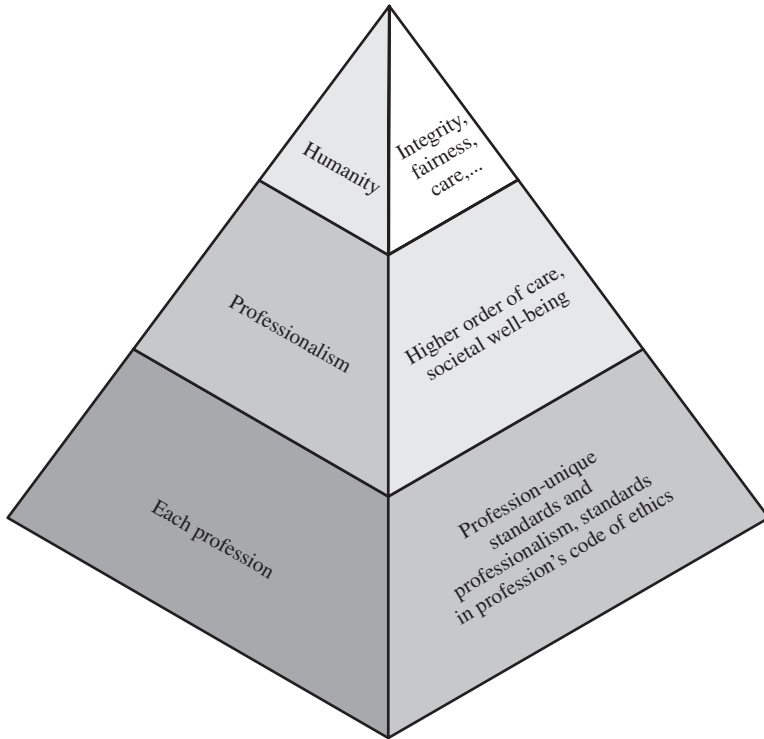 Humanity
Integrity,
fairness,
care,...
Professionalism
Higher order of care,
societal well-being
Each profession
Profession-unique
standards and
professionalism, standards
in profession’s code of ethics